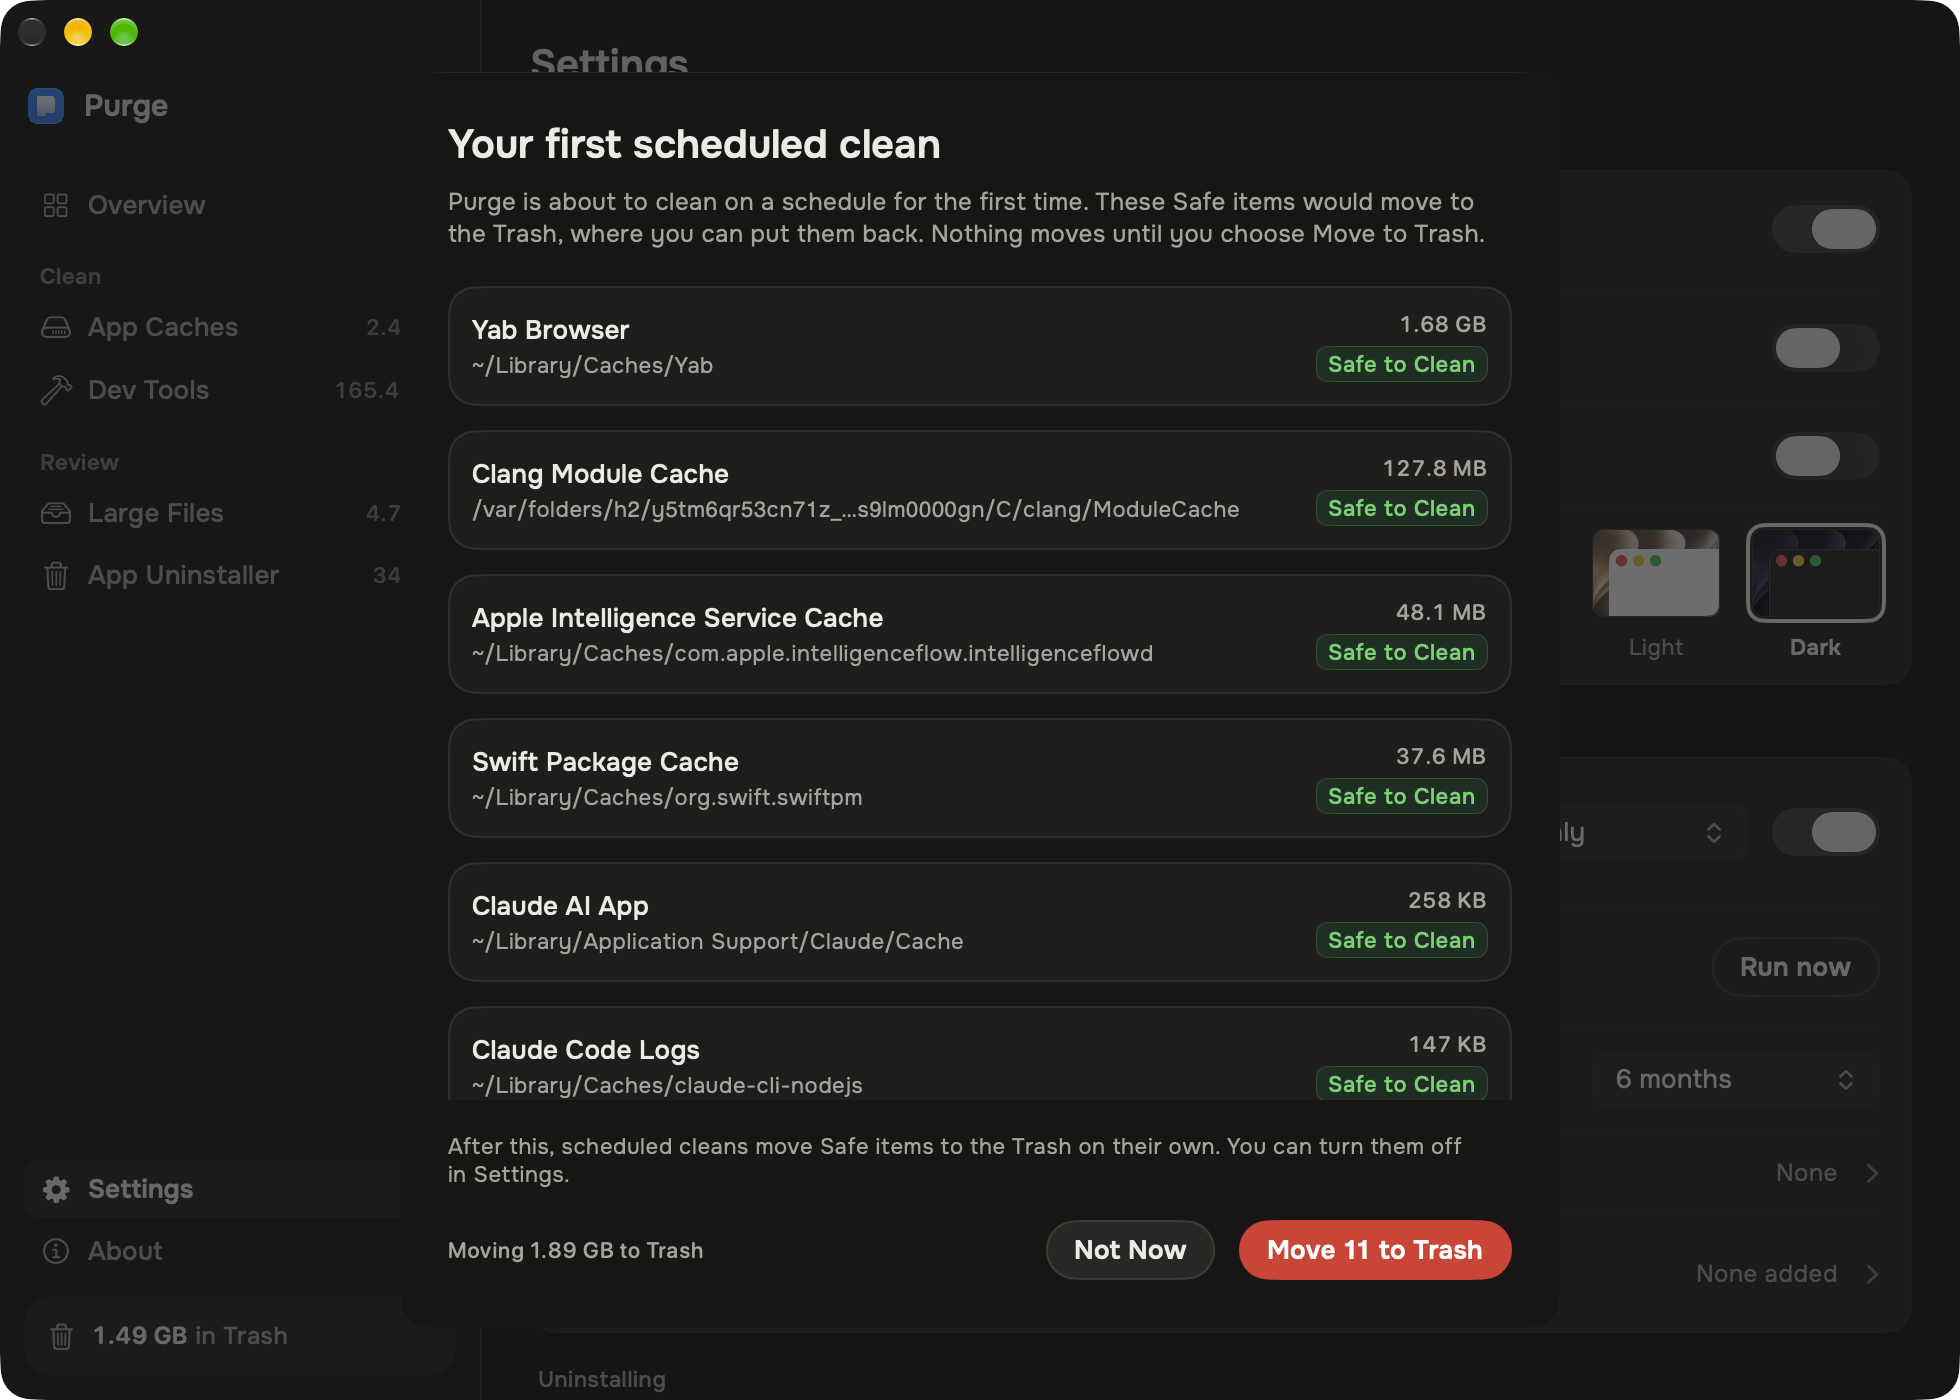 Settings
Purge
Overview
Clean
App Caches 2.4
Dev Tools 165.4
Review
Large Files 4.7
App Uninstaller 34
Settings
About
1.49 GB in Trash
Your first scheduled clean
Purge is about to clean on a schedule for the first time. These Safe items would move to
the Trash, where you can put them back. Nothing moves until you choose Move to Trash.
Yab Browser
1.68 GB
~/Library/Caches/Yab
Safe to Clean
Clang Module Cache
127.8 MB
/var/folders/h2/y5tm6qr53cn71z_...s9lm0000gn/C/clang/ModuleCache
Safe to Clean
Apple Intelligence Service Cache
48.1 MB
~/Library/Caches/com.apple.intelligenceflow.intelligenceflowd
Safe to Clean
Swift Package Cache
37.6 MB
~/Library/Caches/org.swift.swiftpm
Safe to Clean
Claude AI App
258 KB
~/Library/Application Support/Claude/Cache
Safe to Clean
Claude Code Logs
147 KB
~/Library/Caches/claude-cli-nodejs
Safe to Clean
After this, scheduled cleans move Safe items to the Trash on their own. You can turn them off
in Settings.
Moving 1.89 GB to Trash
Not Now
Move 11 to Trash
Light
Dark
Run now
6 months
None
None added
Uninstalling